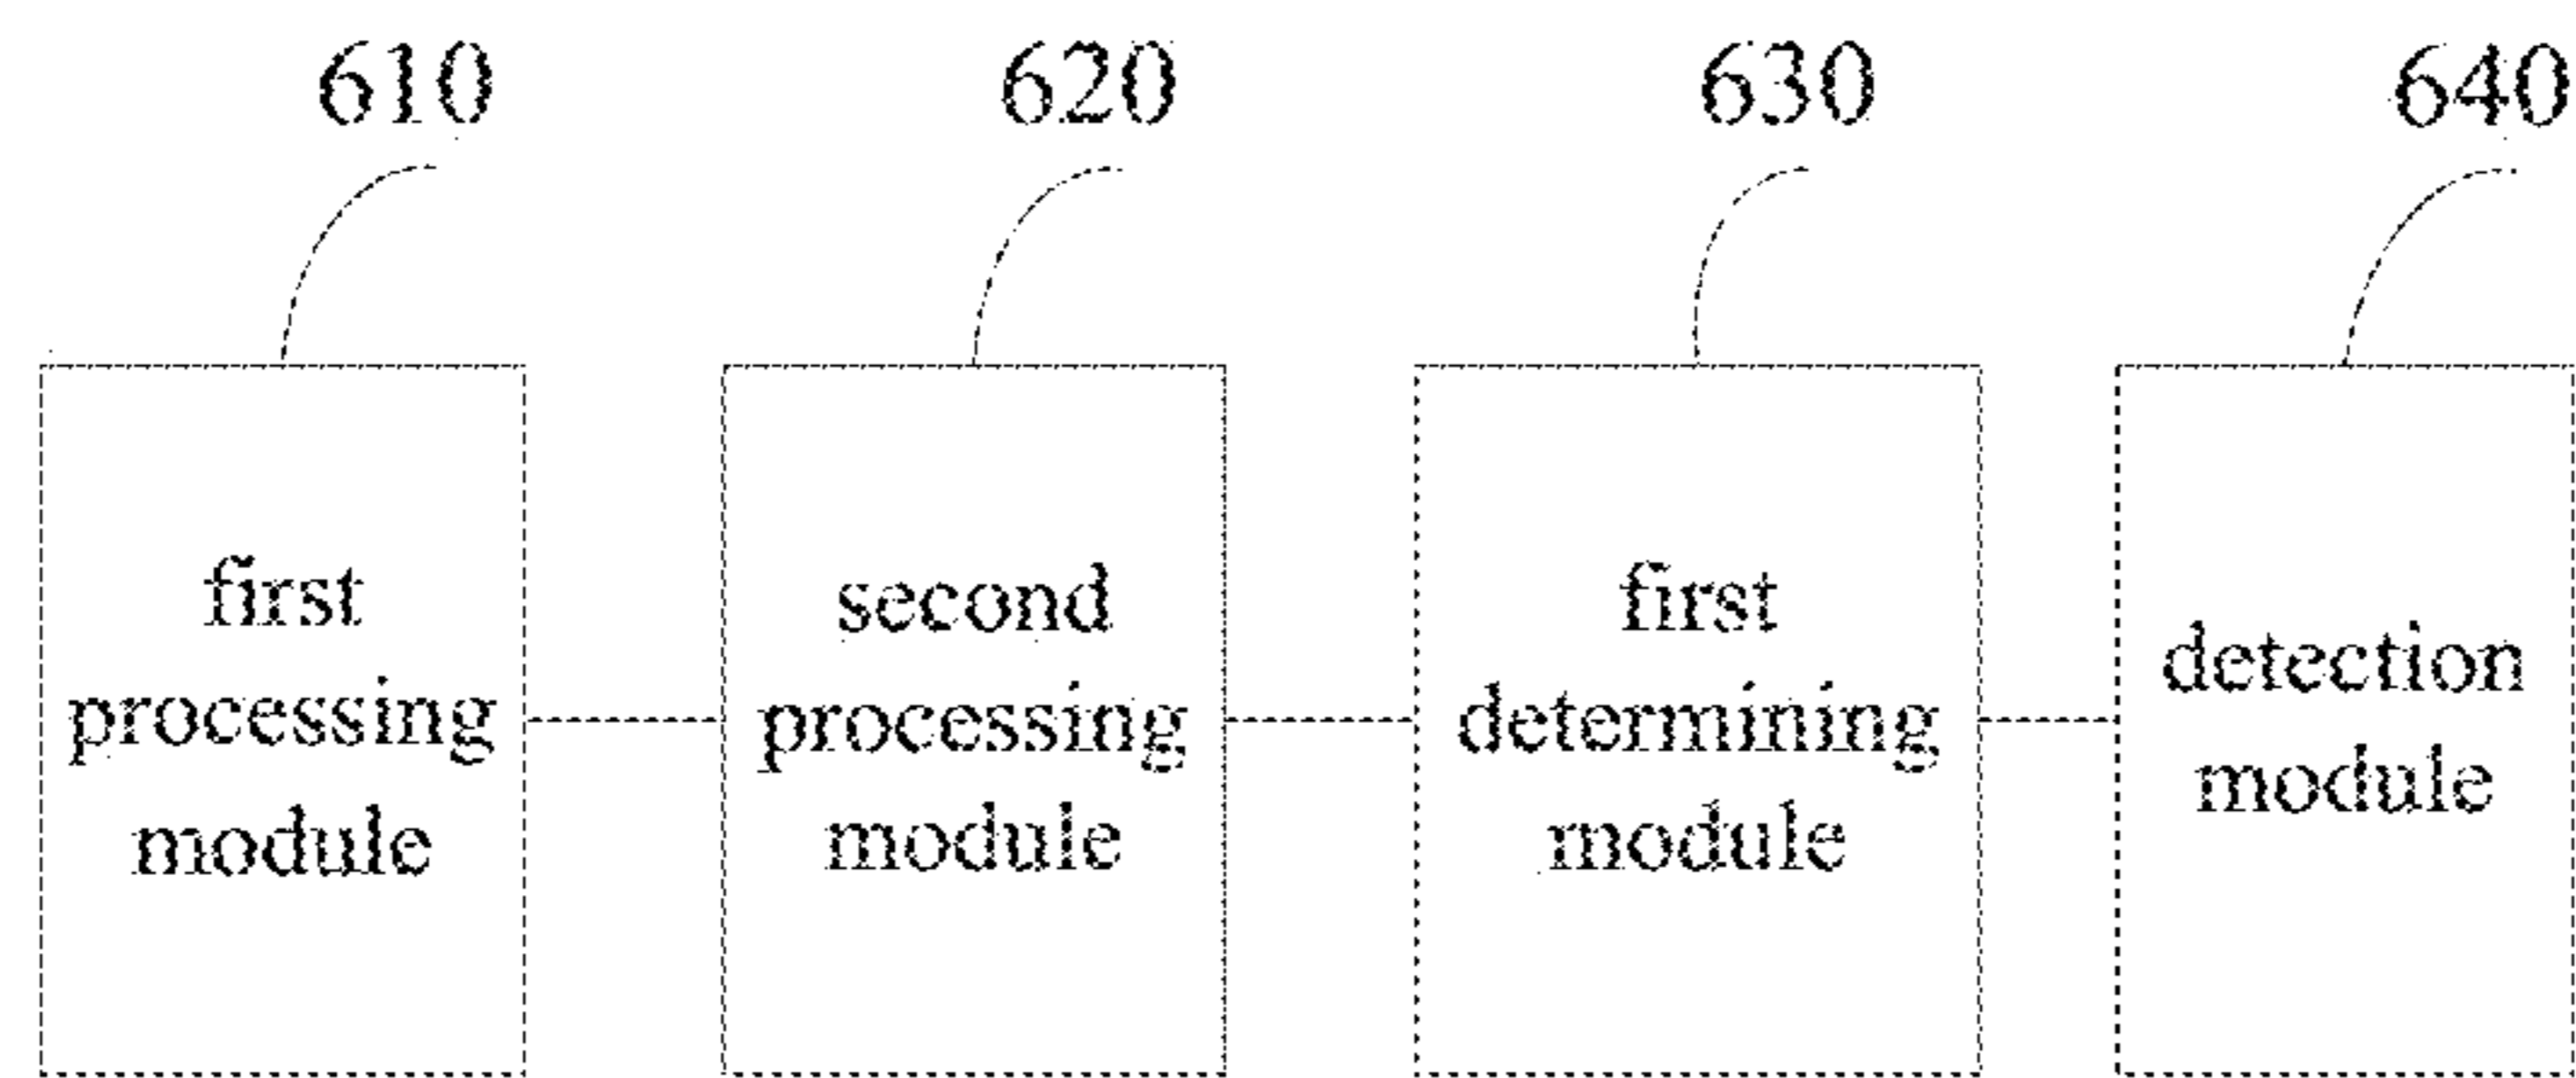 610
620
630
640
first
processing
module
second
processing
module
first
determining
module
detection
module